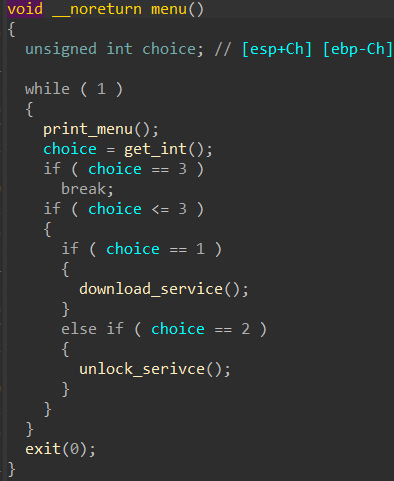 void __noreturn menu()
{
  unsigned int choice; // [esp+Ch] [ebp-Ch]
  while ( 1 )
  {
    print_menu();
    choice = get_int();
    if ( choice == 3 )
      break;
    if ( choice <= 3 )
    {
      if ( choice == 1 )
      {
        download_service();
      }
      else if ( choice == 2 )
      {
        unlock_serivce();
      }
    }
  }
  exit(0);
}